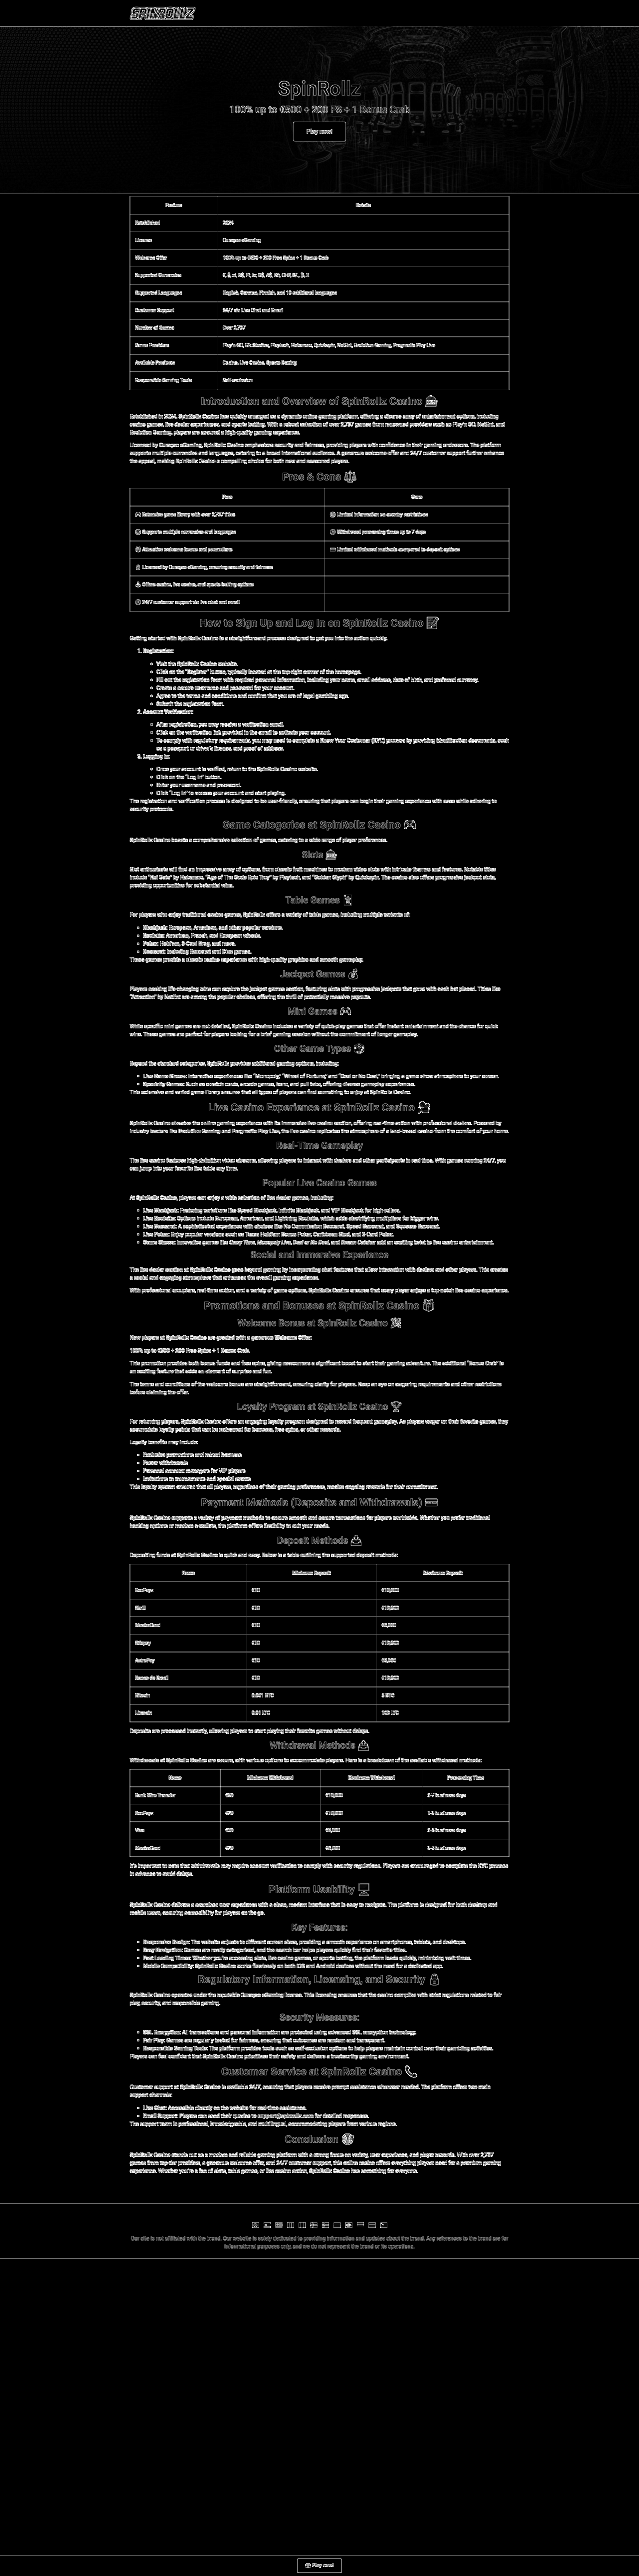 SPINROLLZ
SpinRollz
100% up to €500 + 200 FS + 1 Bonus Crab
Play now!
Feature Details
Established 2024
License Curaçao eGaming
Welcome Offer 100% up to €500 + 200 Free Spins + 1 Bonus Crab
Supported Currencies
Supported Languages English, German, Finnish, and 10 additional languages
Customer Support 24/7 via Live Chat and Email
Number of Games Over 2,737
Game Providers Play'n GO, Playtech, Habanero, Quickspin, NetEnt, Evolution Gaming, Pragmatic Play Live
Available Products Casino, Live Casino, Sports Betting
Responsible Gaming Tools Self-exclusion
Introduction and Overview of SpinRollz Casino
Established in 2024, SpinRollz Casino has quickly emerged as a dynamic online gaming platform, offering a diverse array of entertainment options, including
casino games, live dealer experiences, and sports betting. With a robust selection of over 2,737 games from renowned providers such as Play'n GO, NetEnt, and
Evolution Gaming, players are assured a high-quality gaming experience.
Licensed by Curaçao eGaming, SpinRollz Casino emphasizes security and fairness, providing players with confidence in their gaming endeavors. The platform
supports multiple currencies and languages, catering to a broad international audience. A generous welcome offer and 24/7 customer support further enhance
the appeal, making SpinRollz Casino a compelling choice for both new and seasoned players.
Pros & Cons
Pros Cons
Extensive game library with over 2,737 titles Limited information on country restrictions
Supports multiple currencies and languages Withdrawal processing times up to 7 days
Attractive welcome bonus and promotions Limited withdrawal methods compared to deposit options
Licensed by Curaçao eGaming, ensuring security and fairness
Offers casino, live casino, and sports betting options
24/7 customer support via live chat and email
How to Sign Up and Log In on SpinRollz Casino
Getting started with SpinRollz Casino is a straightforward process designed to get you into the action quickly.
1. Registration:
Visit the SpinRollz Casino website.
Click on the "Register" button, typically located at the top-right corner of the homepage.
Fill out the registration form with required personal information, including your name, email address, date of birth, and preferred currency.
Create a secure username and password for your account.
Agree to the terms and conditions and confirm that you are of legal gambling age.
Submit the registration form.
2. Account Verification:
After registration, you may receive a verification email.
Click on the verification link provided in the email to activate your account.
To comply with regulatory requirements, you may need to complete a Know Your Customer (KYC) process by providing identification documents, such
as a passport or driver's license, and proof of address.
3. Logging In:
Once your account is verified, return to the SpinRollz Casino website.
Click on the "Log In" button.
Enter your username and password.
Click "Log In" to access your account and start playing.
The registration and verification process is designed to be user-friendly, ensuring that players can begin their gaming experience with ease while adhering to
security protocols.
Game Categories at SpinRollz Casino
SpinRollz Casino boasts a comprehensive selection of games, catering to a wide range of player preferences.
Slots
Slot enthusiasts will find an impressive array of options, from classic fruit machines to modern video slots with intricate themes and features. Notable titles
include "Hot Gate" by Habanero, "Age of The Gods Epic Troy" by Playtech, and "Golden Glyph" by Quickspin. The casino also offers progressive jackpot slots,
providing opportunities for substantial wins.
Table Games
For players who enjoy traditional casino games, SpinRollz offers a variety of table games, including multiple variants of:
Blackjack: European, American, and other popular versions.
Roulette: American, French, and European wheels.
Poker: Hold'em, 3-Card Brag, and more.
Baccarat: Including Baccarat and Dice games.
These games provide a classic casino experience with high-quality graphics and smooth gameplay.
Jackpot Games
Players seeking life-changing wins can explore the jackpot games section, featuring slots with progressive jackpots that grow with each bet placed. Titles like
"Attraction" by NetEnt are among the popular choices, offering the thrill of potentially massive payouts.
Mini Games
While specific mini games are not detailed, SpinRollz Casino includes a variety of quick-play games that offer instant entertainment and the chance for quick
wins. These games are perfect for players looking for a brief gaming session without the commitment of longer gameplay.
Other Game Types
Beyond the standard categories, SpinRollz provides additional gaming options, including:
Live Game Shows: Interactive experiences like "Monopoly," "Wheel of Fortune," and "Deal or No Deal," bringing a game show atmosphere to your screen.
Specialty Games: Such as scratch cards, arcade games, keno, and pull tabs, offering diverse gameplay experiences.
This extensive and varied game library ensures that all types of players can find something to enjoy at SpinRollz Casino.
Live Casino Experience at SpinRollz Casino
SpinRollz Casino elevates the online gaming experience with its immersive live casino section, offering real-time action with professional dealers. Powered by
industry leaders like Evolution Gaming and Pragmatic Play Live, the live casino replicates the atmosphere of a land-based casino from the comfort of your home.
Real-Time Gameplay
The live casino features high-definition video streams, allowing players to interact with dealers and other participants in real time. With games running 24/7, you
can jump into your favorite live table any time.
Popular Live Casino Games
At SpinRollz Casino, players can enjoy a wide selection of live dealer games, including:
Live Blackjack: Featuring variations like Speed Blackjack, Infinite Blackjack, and VIP Blackjack for high-rollers.
Live Roulette: Options include European, American, and Lightning Roulette, which adds electrifying multipliers for bigger wins.
Live Baccarat: A sophisticated experience with choices like No Commission Baccarat, Speed Baccarat, and Squeeze Baccarat.
Live Poker: Enjoy popular versions such as Texas Hold'em Bonus Poker, Caribbean Stud, and 3-Card Poker.
Game Shows: Innovative games like Crazy Time, Monopoly Live, Deal or No Deal, and Dream Catcher add an exciting twist to live casino entertainment.
Social and Immersive Experience
The live dealer section at SpinRollz Casino goes beyond gaming by incorporating chat features that allow interaction with dealers and other players. This creates
a social and engaging atmosphere that enhances the overall gaming experience.
With professional croupiers, real-time action, and a variety of game options, SpinRollz Casino ensures that every player enjoys a top-notch live casino experience.
Promotions and Bonuses at SpinRollz Casino
Welcome Bonus at SpinRollz Casino
New players at SpinRollz Casino are greeted with a generous Welcome Offer:
100% up to €500 + 200 Free Spins + 1 Bonus Crab.
This promotion provides both bonus funds and free spins, giving newcomers a significant boost to start their gaming adventure. The additional "Bonus Crab" is
an exciting feature that adds an element of surprise and fun.
The terms and conditions of the welcome bonus are straightforward, ensuring clarity for players. Keep an eye on wagering requirements and other restrictions
before claiming the offer.
Loyalty Program at SpinRollz Casino
For returning players, SpinRollz Casino offers an engaging loyalty program designed to reward frequent gameplay. As players wager on their favorite games, they
accumulate loyalty points that can be redeemed for bonuses, free spins, or other rewards.
Loyalty benefits may include:
Exclusive promotions and reload bonuses
Faster withdrawals
Personal account managers for VIP players
Invitations to tournaments and special events
This loyalty system ensures that all players, regardless of their gaming preferences, receive ongoing rewards for their commitment.
Payment Methods (Deposits and Withdrawals)
SpinRollz Casino supports a variety of payment methods to ensure smooth and secure transactions for players worldwide. Whether you prefer traditional
banking options or modern e-wallets, the platform offers flexibility to suit your needs.
Deposit Methods
Depositing funds at SpinRollz Casino is quick and easy. Below is a table outlining the supported deposit methods:
Name Minimum Deposit Maximum Deposit
EcoPayz €10 €10,000
Skrill €10 €10,000
MasterCard €10 €5,000
Sticpay €10 €10,000
AstroPay €10 €5,000
Banco do Brasil €10 €10,000
Bitcoin 0.001 BTC 5 BTC
Litecoin 0.01 LTC 100 LTC
Deposits are processed instantly, allowing players to start playing their favorite games without delays.
Withdrawal Methods
Withdrawals at SpinRollz Casino are secure, with various options to accommodate players. Here is a breakdown of the available withdrawal methods:
Name Minimum Withdrawal Maximum Withdrawal Processing Time
Bank Wire Transfer €10,000 business days
EcoPayz €10,000 business days
Visa €5,000 business days
MasterCard €5,000 business days
It's important to note that withdrawals may require account verification to comply with security regulations. Players are encouraged to complete the KYC process
in advance to avoid delays.
Platform Usability
SpinRollz Casino delivers a seamless user experience with a clean, modern interface that is easy to navigate. The platform is designed for both desktop and
mobile users, ensuring accessibility for players on the go.
Key Features:
Responsive Design: The website adjusts to different screen sizes, providing a smooth experience on smartphones, tablets, and desktops.
Easy Navigation: Games are neatly categorized, and the search bar helps players quickly find their favorite titles.
Fast Loading Times: Whether you're accessing slots, live casino games, or sports betting, the platform loads quickly, minimizing wait times.
Mobile Compatibility: SpinRollz Casino works flawlessly on both iOS and Android devices without the need for a dedicated app.
Regulatory Information, Licensing, and Security
SpinRollz Casino operates under the reputable Curaçao eGaming license. This licensing ensures that the casino complies with strict regulations related to fair
play, security, and responsible gaming.
Security Measures:
SSL Encryption: All transactions and personal information are protected using advanced SSL encryption technology.
Fair Play: Games are regularly tested for fairness, ensuring that outcomes are random and transparent.
Responsible Gaming Tools: The platform provides tools such as self-exclusion options to help players maintain control over their gambling activities.
Players can feel confident that SpinRollz Casino prioritizes their safety and delivers a trustworthy gaming environment.
Customer Service at SpinRollz Casino
Customer support at SpinRollz Casino is available 24/7, ensuring that players receive prompt assistance whenever needed. The platform offers two main
support channels:
Live Chat: Accessible directly on the website for real-time assistance.
Email Support: Players can send their queries to support@spinrollz.com for detailed responses.
The support team is professional, knowledgeable, and multilingual, accommodating players from various regions.
Conclusion
SpinRollz Casino stands out as a modern and reliable gaming platform with a strong focus on variety, user experience, and player rewards. With over 2,737
games from top-tier providers, a generous welcome offer, and 24/7 customer support, this online casino offers everything players need for a premium gaming
experience. Whether you're a fan of slots, table games, or live casino action, SpinRollz Casino has something for everyone.
Our site is not affiliated with the brand. Our website is solely dedicated to providing information and updates about the brand. Any references to the brand are for
informational purposes only, and we do not represent the brand or its operations.
Play now!